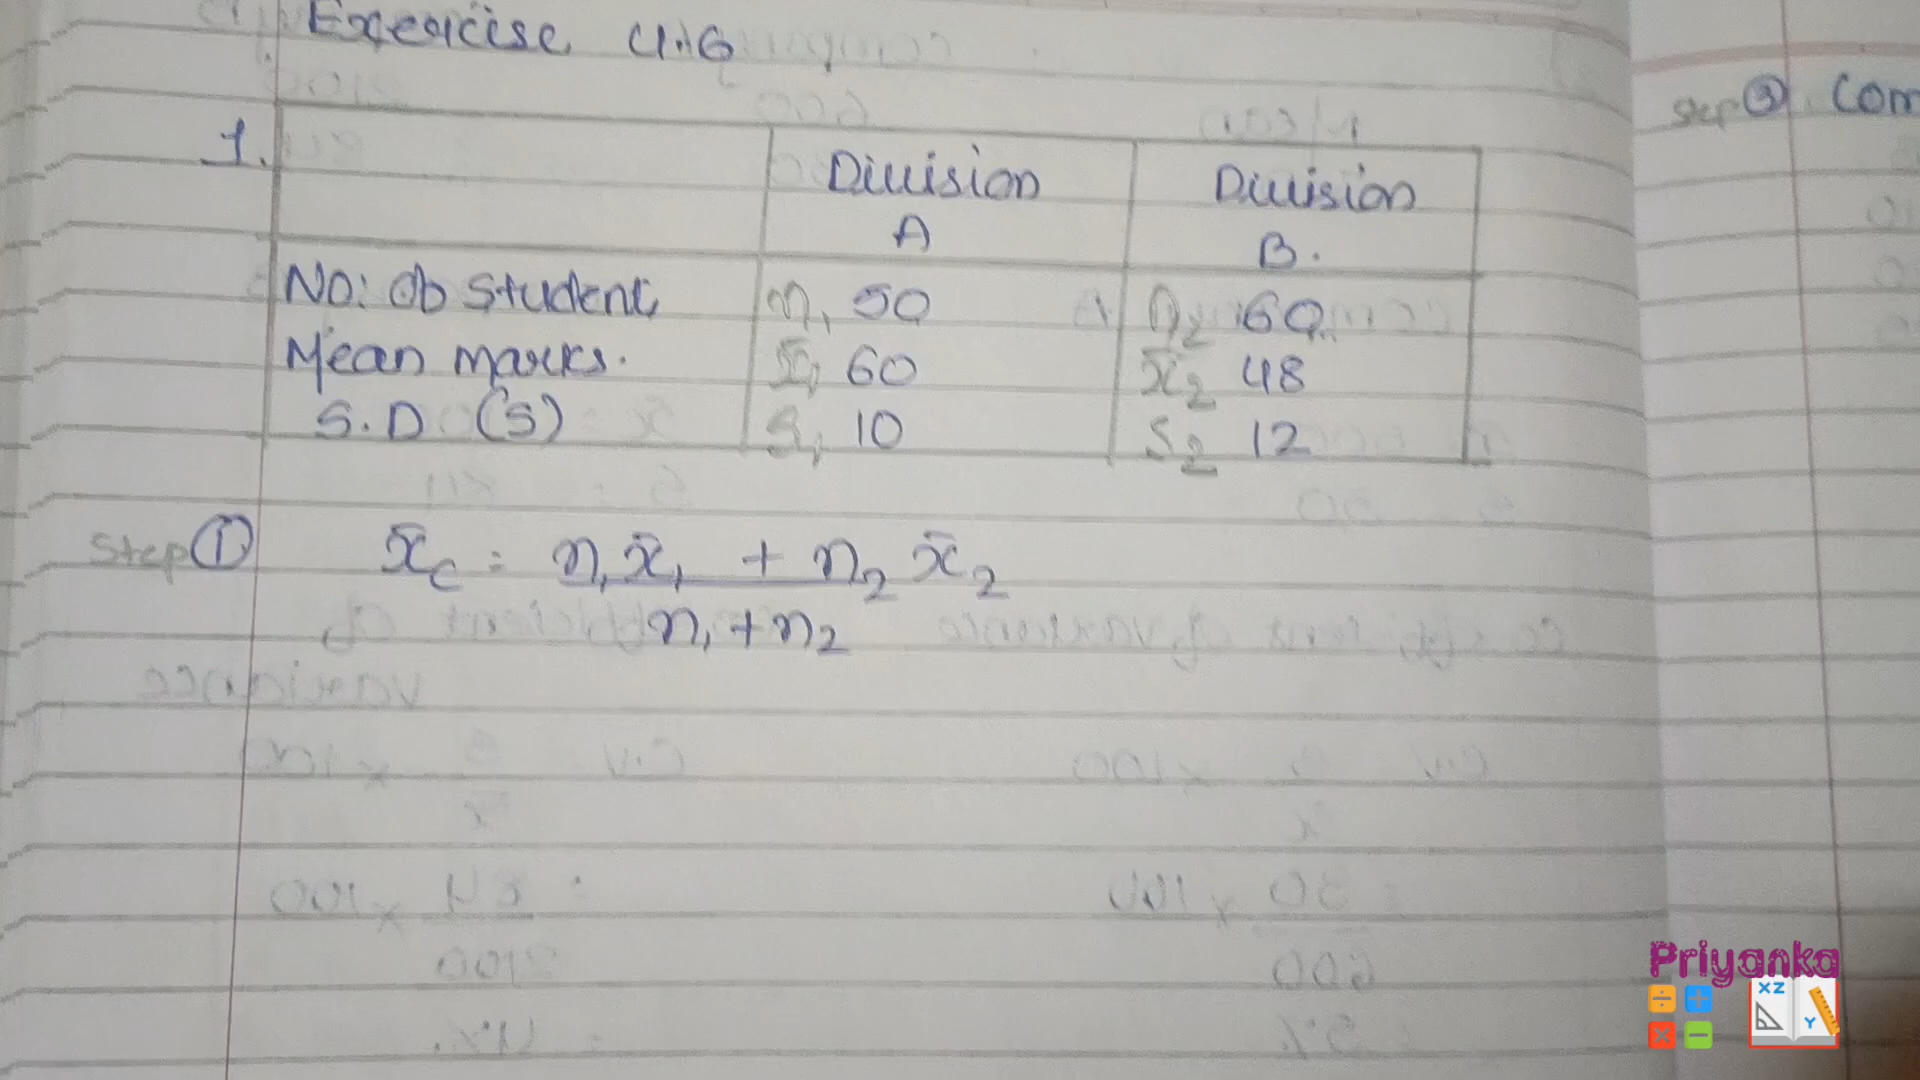 Exercise 4.6
Step ③ Com
1.
Division Division
A B.
No: of Student n₁ 50 n₂ 60
Mean marks. x̄₁ 60 x̄₂ 48
S.D (S) S₁ 10 S₂ 12
Step ① x̄c = n₁x̄₁ + n₂x̄₂
n₁ + n₂
Priyanka
XZ
Y